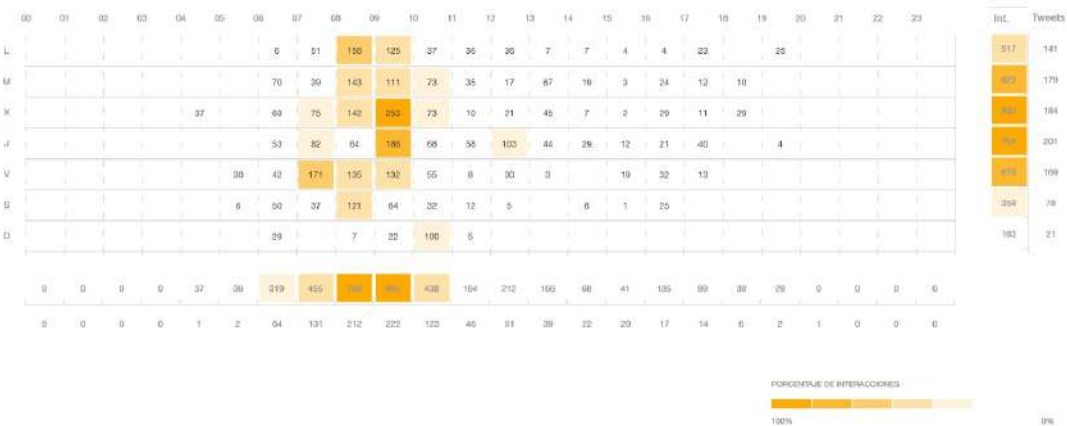 00 01 02 03 04 05 06 07 08 09 10 11 12 13 14 15 16 17 18 19 20 21 22 23 Int. Tweets
L 6 51 156 125 37 36 36 7 7 4 4 23 26 517 141
M 70 39 143 111 73 35 17 67 19 3 24 12 18 179
X 37 69 75 142 250 73 10 21 45 7 2 29 11 29 184
J 53 82 64 186 68 58 103 44 29 12 21 40 4 201
V 30 42 171 135 132 55 8 30 3 19 32 13 169
S 6 50 37 121 64 32 12 5 6 1 25 359 78
D 29 7 22 100 5 163 21
0 0 0 0 37 36 319 455 438 164 212 166 68 41 135 99 39 29 0 0 0 0
0 0 0 0 1 2 64 131 212 222 123 46 51 39 22 20 17 14 6 2 1 0 0 0
PORCENTAJE DE INTERACCIONES
100% 0%